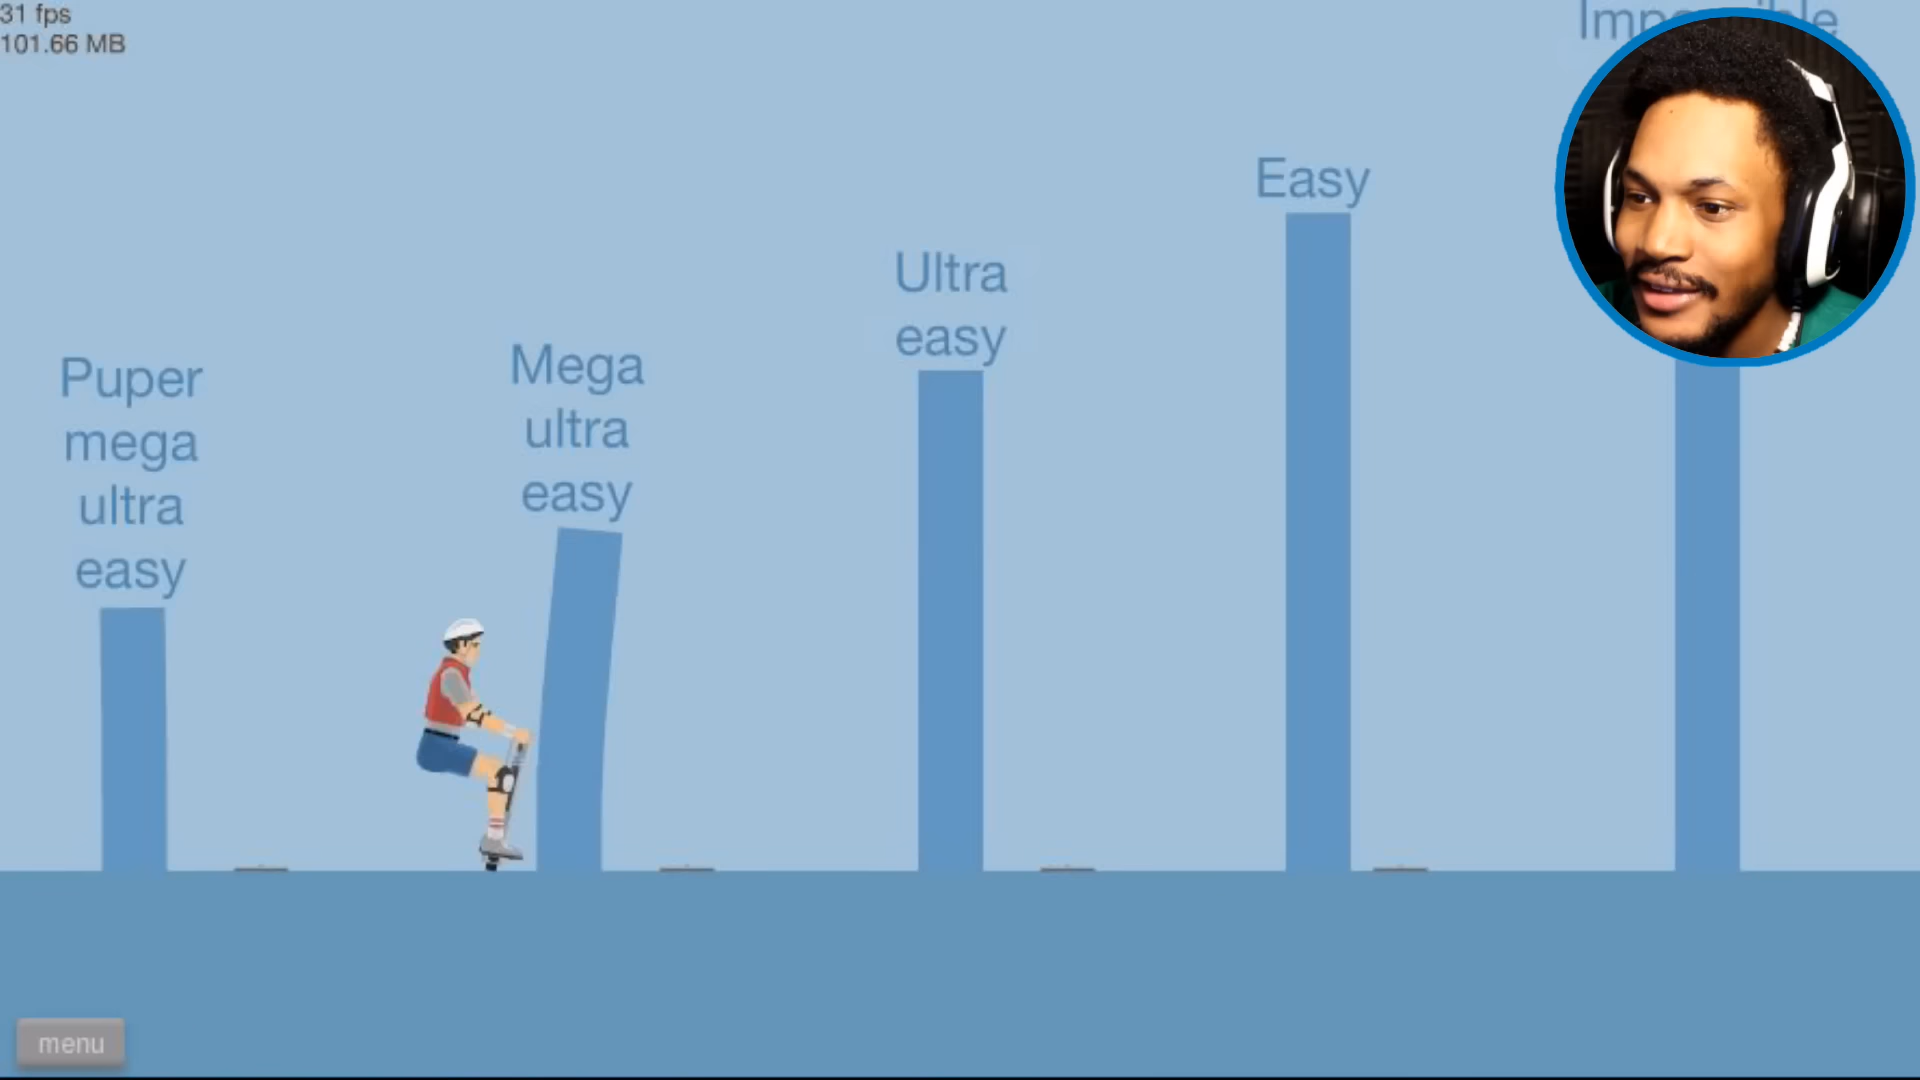 31 fps
101.66 MB
Puper
mega
ultra
easy
Mega
ultra
easy
Ultra
easy
Easy
menu